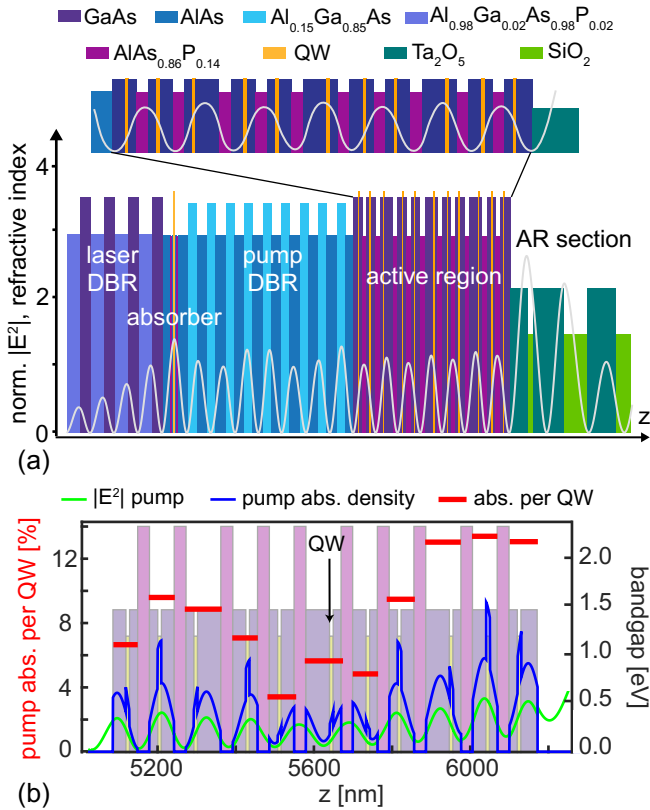 GaAs AlAs Al0.15Ga0.85As Al0.98Ga0.02As0.98P0.02
AlAs0.86P0.14 QW Ta2O5 SiO2
norm. |E²|, refractive index
4
2
0
laser
DBR
absorber
pump
DBR
active region
AR section
z
(a)
|E²| pump pump abs. density abs. per QW
pump abs. per QW [%]
12
8
4
0
QW
2.0
1.5
1.0
0.5
0.0
bandgap [eV]
5200 5600 6000
z [nm]
(b)